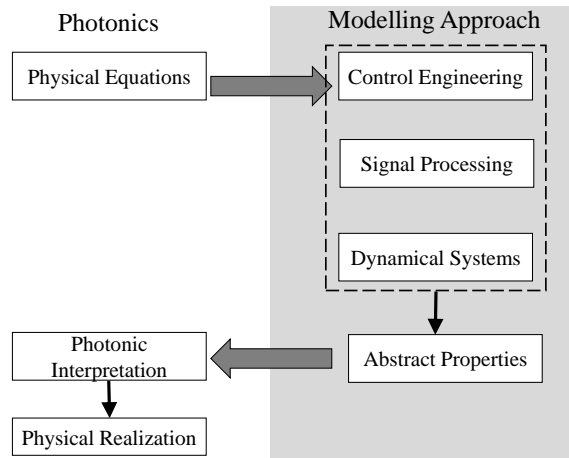 Photonics
Modelling Approach
Physical Equations
Control Engineering
Signal Processing
Dynamical Systems
Photonic
Interpretation
Abstract Properties
Physical Realization